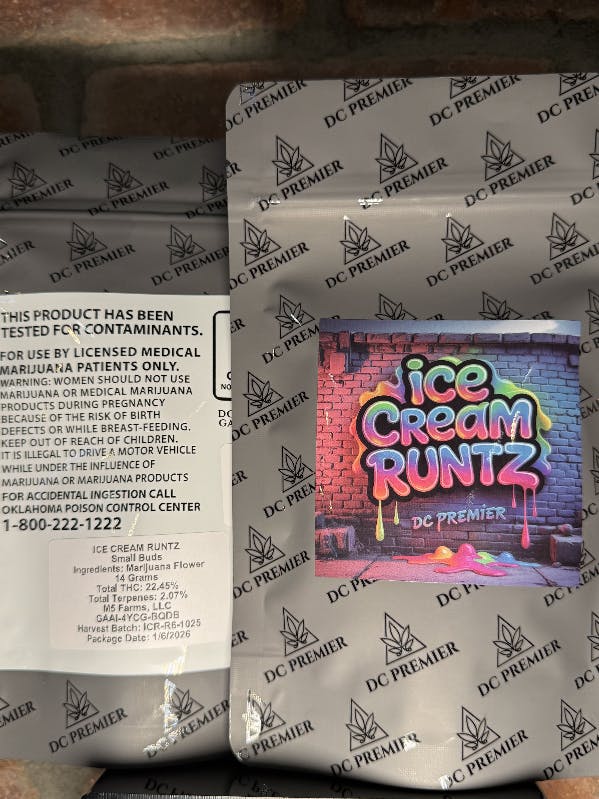 THIS PRODUCT HAS BEEN
TESTED FOR CONTAMINANTS.
FOR USE BY LICENSED MEDICAL
MARIJUANA PATIENTS ONLY.
WARNING: WOMEN SHOULD NOT USE
MARIJUANA OR MEDICAL MARIJUANA
PRODUCTS DURING PREGNANCY
BECAUSE OF THE RISK OF BIRTH
DEFECTS OR WHILE BREAST-FEEDING.
KEEP OUT OF REACH OF CHILDREN.
IT IS ILLEGAL TO DRIVE A MOTOR VEHICLE
WHILE UNDER THE INFLUENCE OF
MARIJUANA OR MARIJUANA PRODUCTS
FOR ACCIDENTAL INGESTION CALL
OKLAHOMA POISON CONTROL CENTER
1-800-222-1222
ICE CREAM RUNTZ
Small Buds
Ingredients: Marijuana Flower
14 Grams
Total THC: 22.45%
Total Terpenes: 2.07%
M5 Farms, LLC
GAAI-4YCG-BQDB
Harvest Batch: ICR-R6-1025
Package Date: 1/6/2026
ice
Cream
RUNTZ
DC PREMIER
DC PREMIER